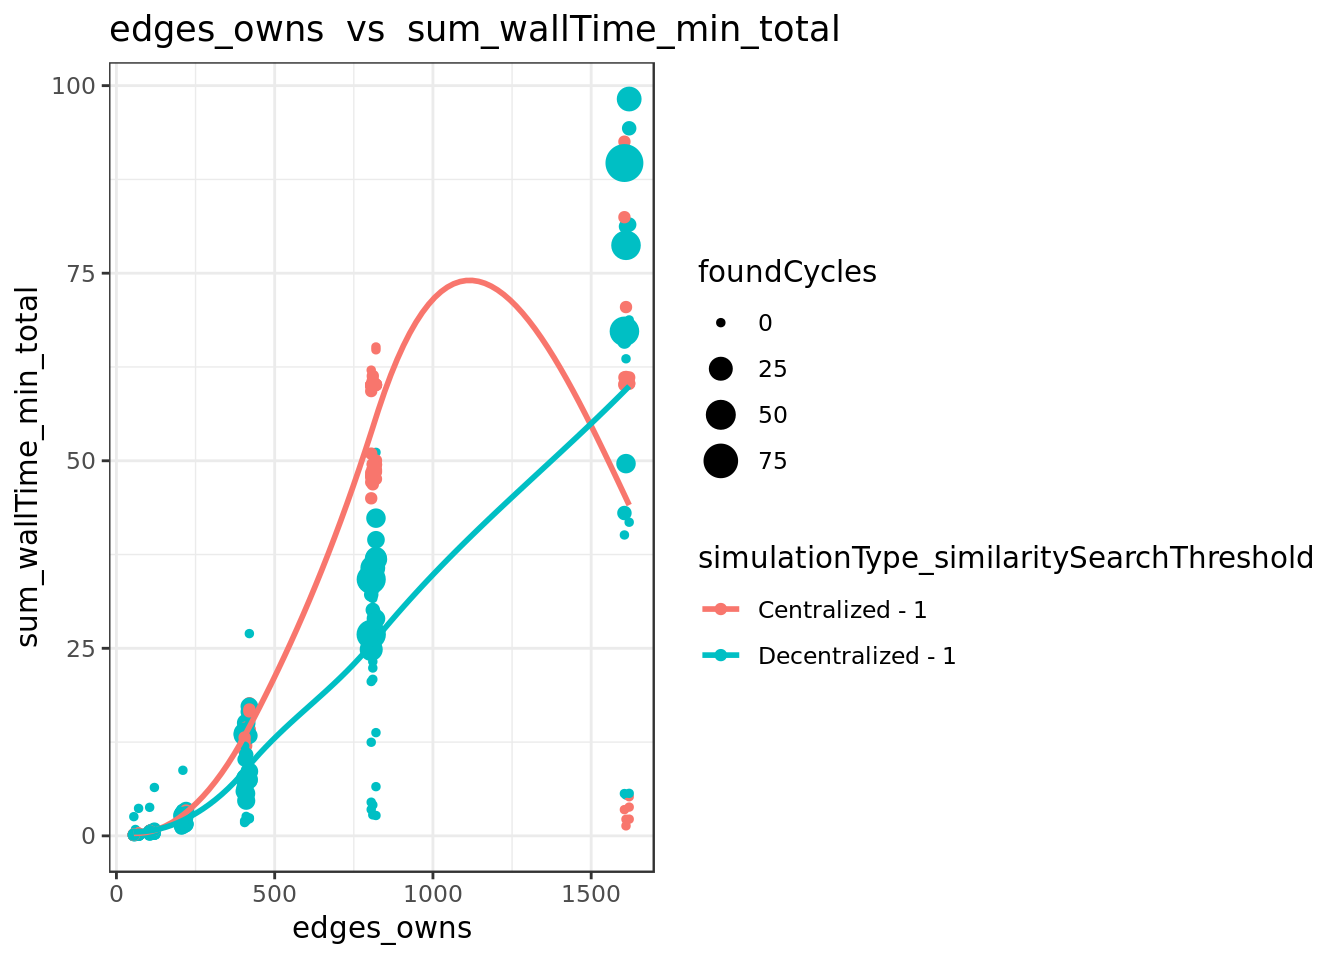 edges_owns  vs  sum_wallTime_min_total
100
75
50
25
0
sum_wallTime_min_total
0
500
1000
1500
edges_owns
foundCycles
0
25
50
75
simulationType_similaritySearchThreshold
Centralized - 1
Decentralized - 1